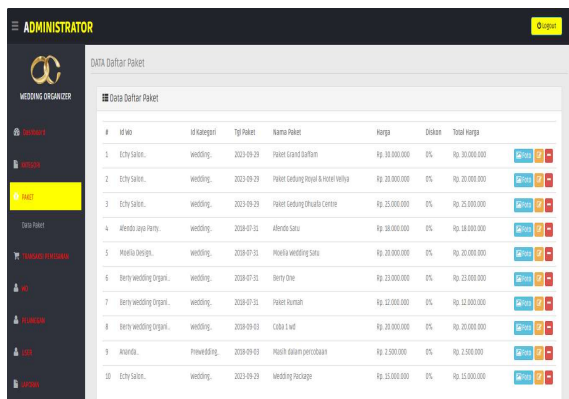 ADMINISTRATOR
Logout
WEDDING ORGANIZER
Dashboard
KATEGORI
PAKET
Data Paket
TRANSAKSI PEMESANAN
WO
PELANGGAN
USER
LAPORAN
DATA Daftar Paket
Data Daftar Paket
# Id Wo Id Kategori Tgl Paket Nama Paket Harga Diskon Total Harga
1 Echy Salon.. Wedding.. 2023-09-29 Paket Grand Daffam Rp. 30.000.000 0% Rp. 30.000.000 Foto
2 Echy Salon.. Wedding.. 2023-09-29 Paket Gedung Royal & Hotel Vellya Rp. 20.000.000 0% Rp. 20.000.000 Foto
3 Echy Salon.. Wedding.. 2023-09-29 Paket Gedung Dhuafa Centre Rp. 25.000.000 0% Rp. 25.000.000 Foto
4 Afendo Jaya Party.. Wedding.. 2018-07-31 Afendo Satu Rp. 18.000.000 0% Rp. 18.000.000 Foto
5 Moelia Design.. Wedding.. 2018-07-31 Moelia Wedding Satu Rp. 20.000.000 0% Rp. 20.000.000 Foto
6 Berty Wedding Organi.. Wedding.. 2018-07-31 Berty One Rp. 23.000.000 0% Rp. 23.000.000 Foto
7 Berty Wedding Organi.. Wedding.. 2018-07-31 Paket Rumah Rp. 12.000.000 0% Rp. 12.000.000 Foto
8 Berty Wedding Organi.. Wedding.. 2018-09-03 Coba 1 wd Rp. 20.000.000 0% Rp. 20.000.000 Foto
9 Ananda.. Prewedding.. 2018-09-03 Masih dalam percobaan Rp. 2.500.000 0% Rp. 2.500.000 Foto
10 Echy Salon.. Wedding.. 2023-09-29 Wedding Package Rp. 15.000.000 0% Rp. 15.000.000 Foto